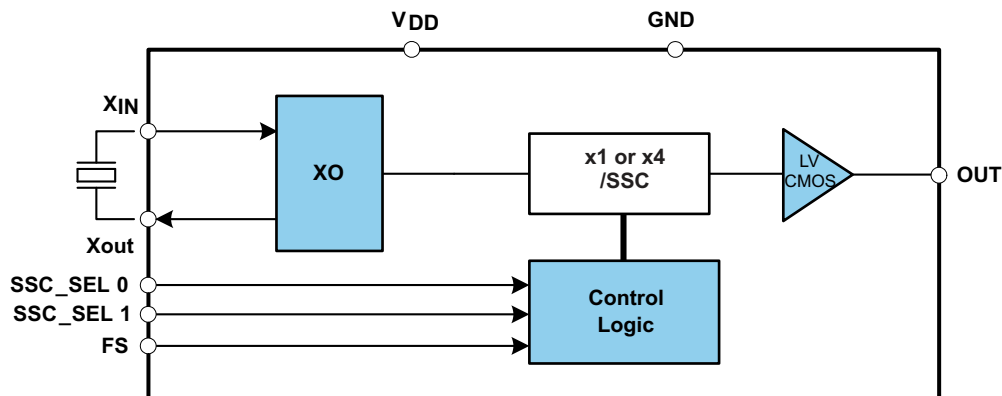 VDD
GND
XIN
XO
x1 or x4
/SSC
LV
CMOS
OUT
Xout
SSC_SEL 0
SSC_SEL 1
FS
Control
Logic